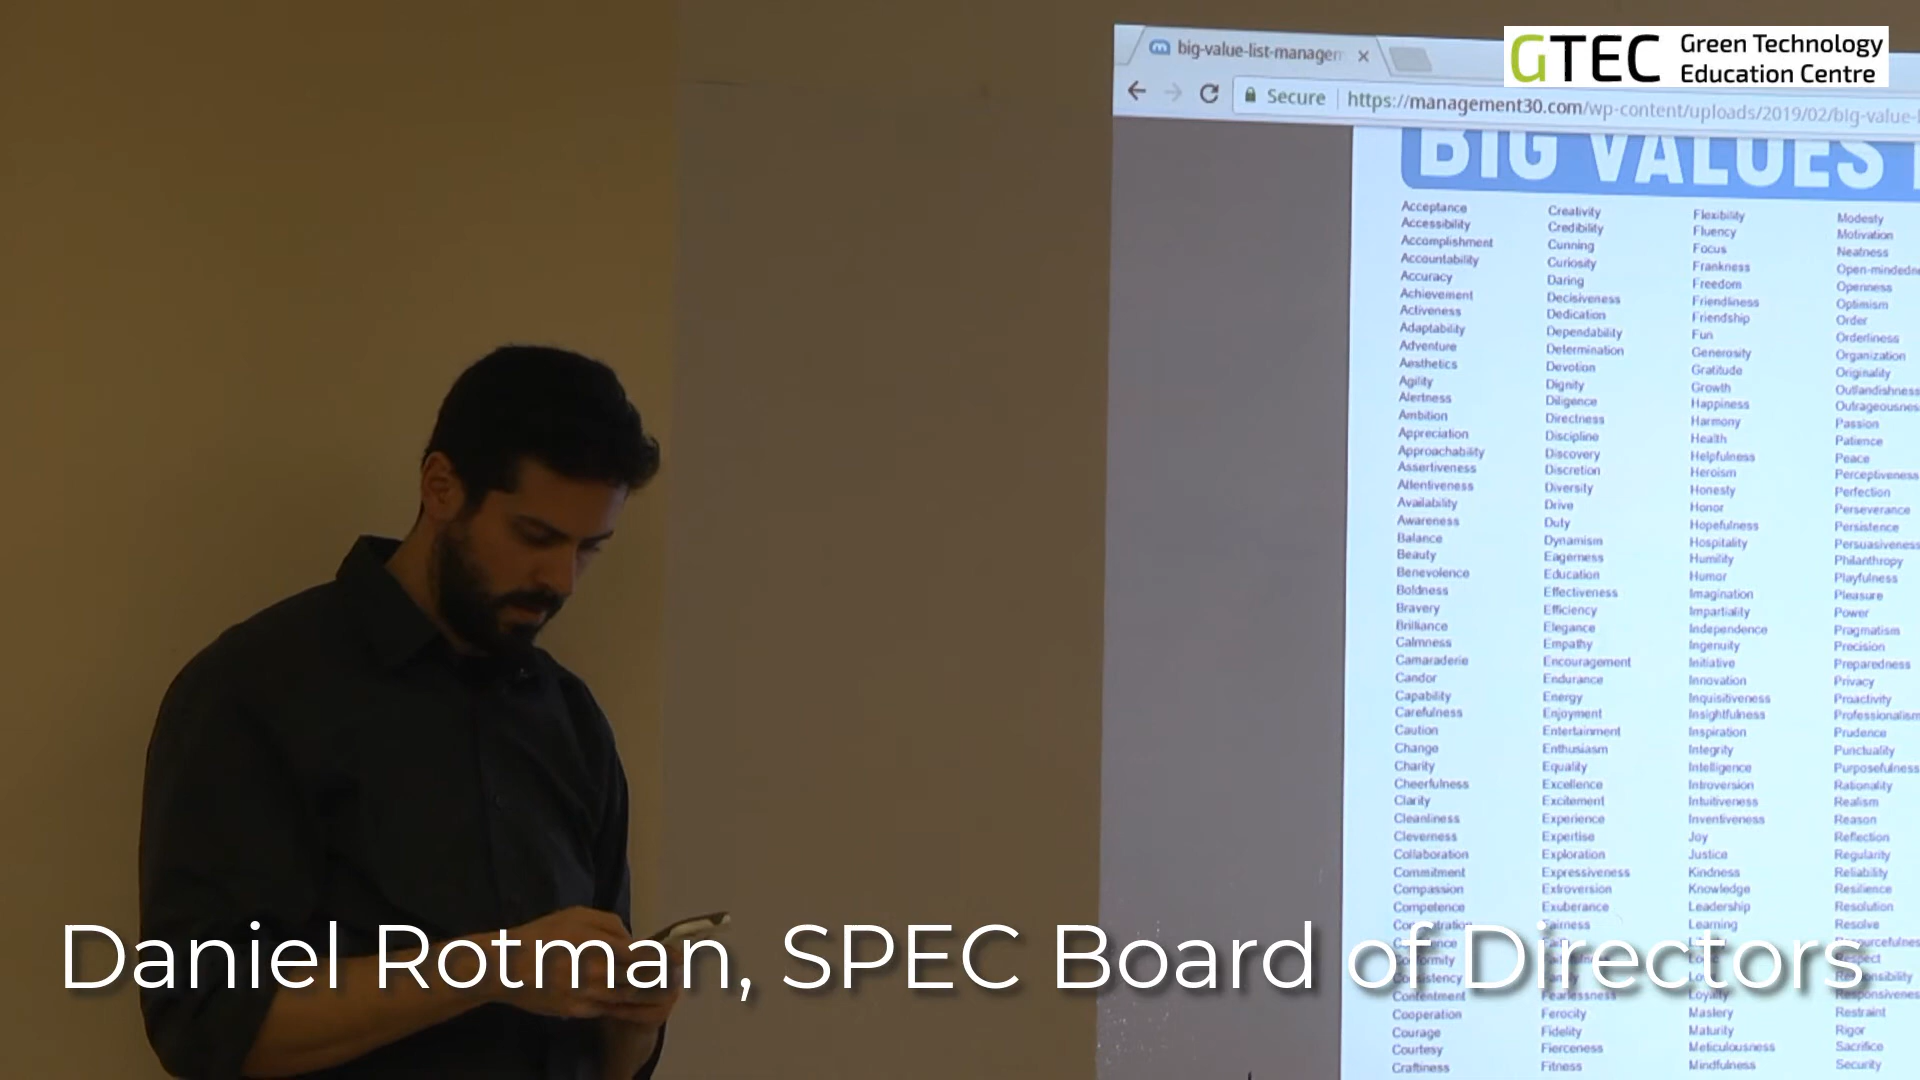 big-value-list-managen
GTEC Green Technology
Education Centre
Secure https://management30.com/wp-content/uploads/2019/02/big-value-
BIG VALUES
Acceptance
Accessibility
Accomplishment
Accountability
Accuracy
Achievement
Activeness
Adaptability
Adventure
Aesthetics
Agility
Alertness
Ambition
Appreciation
Approachability
Assertiveness
Attentiveness
Availability
Awareness
Balance
Beauty
Benevolence
Boldness
Bravery
Brilliance
Calmness
Camaraderie
Candor
Capability
Carefulness
Caution
Change
Charity
Cheerfulness
Clarity
Cleanliness
Cleverness
Collaboration
Commitment
Compassion
Competence
Contentment
Cooperation
Courage
Courtesy
Craftiness
Creativity
Credibility
Cunning
Curiosity
Daring
Decisiveness
Dedication
Dependability
Determination
Devotion
Dignity
Diligence
Directness
Discipline
Discovery
Discretion
Diversity
Drive
Duty
Dynamism
Eagerness
Education
Effectiveness
Efficiency
Elegance
Empathy
Encouragement
Endurance
Energy
Enjoyment
Entertainment
Enthusiasm
Equality
Excellence
Excitement
Experience
Expertise
Exploration
Expressiveness
Extroversion
Exuberance
Fairness
Fearlessness
Ferocity
Fidelity
Fierceness
Fitness
Flexibility
Fluency
Focus
Frankness
Freedom
Friendliness
Friendship
Fun
Generosity
Gratitude
Growth
Happiness
Harmony
Health
Helpfulness
Heroism
Honesty
Honor
Hopefulness
Hospitality
Humility
Humor
Imagination
Impartiality
Independence
Ingenuity
Initiative
Innovation
Inquisitiveness
Insightfulness
Inspiration
Integrity
Intelligence
Introversion
Intuitiveness
Inventiveness
Joy
Justice
Kindness
Knowledge
Leadership
Learning
Loyalty
Mastery
Maturity
Meticulousness
Mindfulness
Modesty
Motivation
Neatness
Open-mindedne
Openness
Optimism
Order
Orderliness
Organization
Originality
Outlandishness
Outrageousnes
Passion
Patience
Peace
Perceptiveness
Perfection
Perseverance
Persistence
Persuasiveness
Philanthropy
Playfulness
Pleasure
Power
Pragmatism
Precision
Preparedness
Privacy
Proactivity
Professionalism
Prudence
Punctuality
Purposefulness
Rationality
Realism
Reason
Reflection
Regularity
Reliability
Resilience
Resolution
Resolve
Responsivenes
Restraint
Rigor
Sacrifice
Security
Daniel Rotman, SPEC Board of Directors